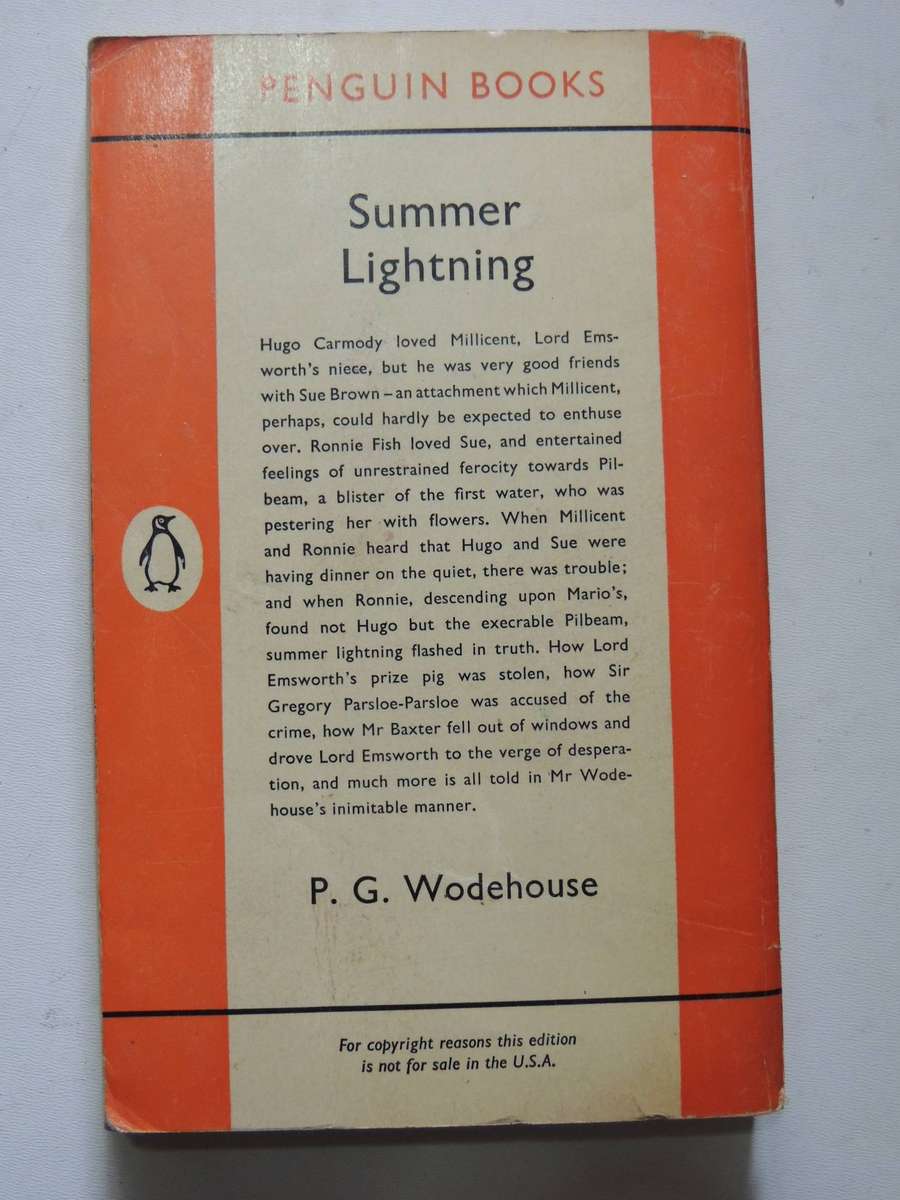 PENGUIN BOOKS
Summer
Lightning
Hugo Carmody loved Millicent, Lord Ems-
worth's niece, but he was very good friends
with Sue Brown – an attachment which Millicent,
perhaps, could hardly be expected to enthuse
over. Ronnie Fish loved Sue, and entertained
feelings of unrestrained ferocity towards Pil-
beam, a blister of the first water, who was
pestering her with flowers. When Millicent
and Ronnie heard that Hugo and Sue were
having dinner on the quiet, there was trouble;
and when Ronnie, descending upon Mario's,
found not Hugo but the execrable Pilbeam,
summer lightning flashed in truth. How Lord
Emsworth's prize pig was stolen, how Sir
Gregory Parsloe-Parsloe was accused of the
crime, how Mr Baxter fell out of windows and
drove Lord Emsworth to the verge of despera-
tion, and much more is all told in Mr Wode-
house's inimitable manner.
P. G. Wodehouse
For copyright reasons this edition
is not for sale in the U.S.A.